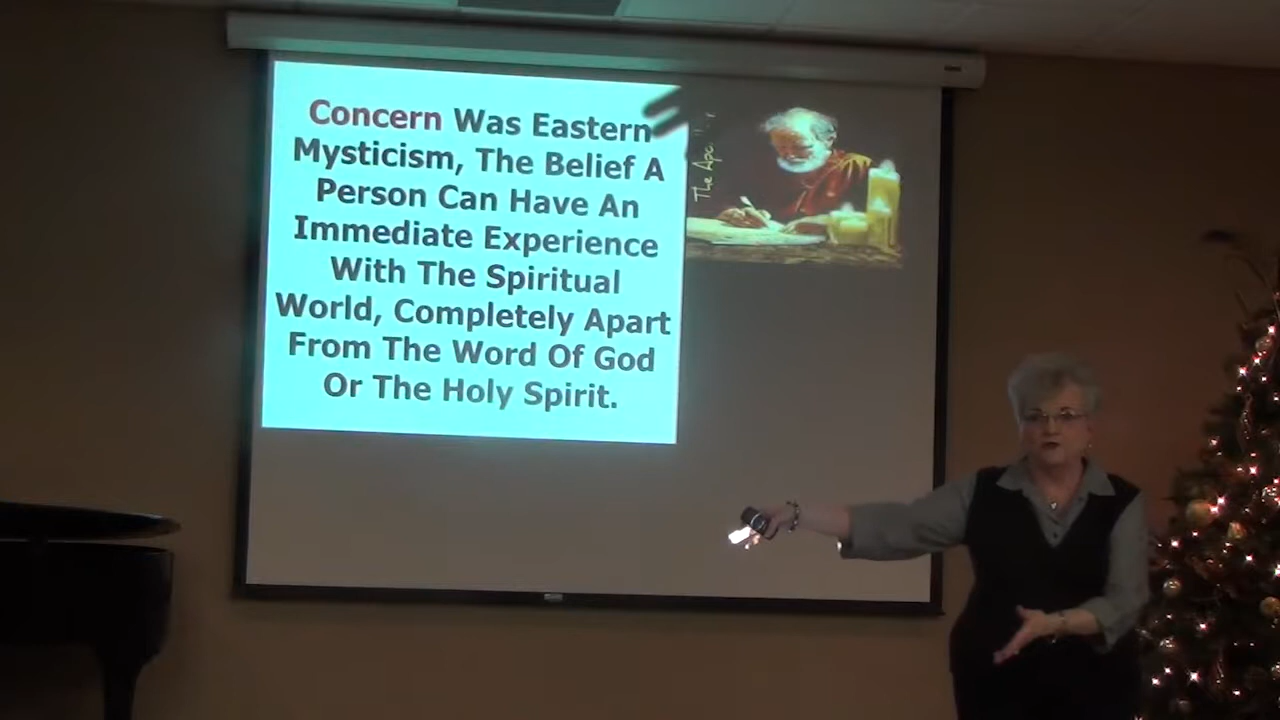 Concern Was Eastern
Mysticism, The Belief A
Person Can Have An
Immediate Experience
With The Spiritual
World, Completely Apart
From The Word Of God
Or The Holy Spirit.
The